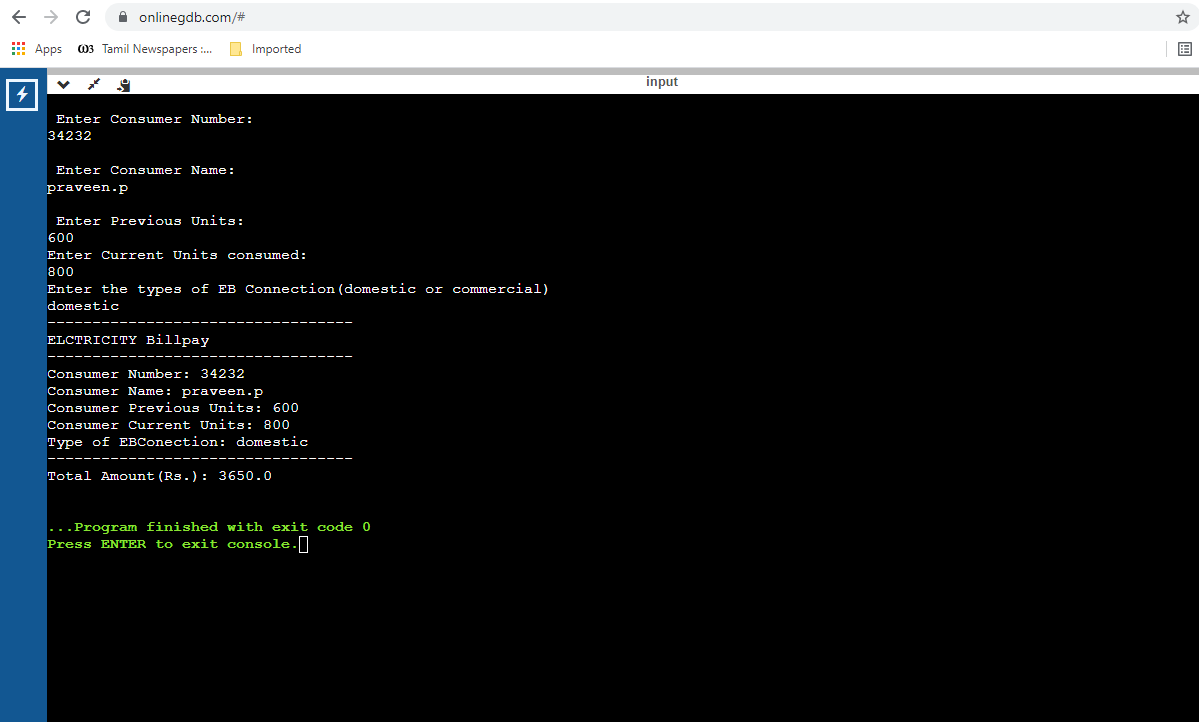 onlinegdb.com/#
Apps
Tamil Newspapers :...
Imported
input
Enter Consumer Number:
34232
Enter Consumer Name:
praveen.p
Enter Previous Units:
600
Enter Current Units consumed:
800
Enter the types of EB Connection(domestic or commercial)
domestic
----------------------------------
ELCTRICITY Billpay
----------------------------------
Consumer Number: 34232
Consumer Name: praveen.p
Consumer Previous Units: 600
Consumer Current Units: 800
Type of EBConection: domestic
----------------------------------
Total Amount(Rs.): 3650.0
...Program finished with exit code 0
Press ENTER to exit console.